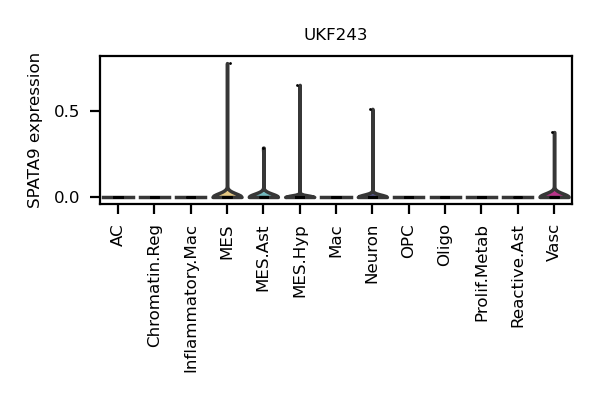 UKF243
SPATA9 expression
0.5
0.0
AC
Chromatin.Reg
Inflammatory.Mac
MES
MES.Ast
MES.Hyp
Mac
Neuron
OPC
Oligo
Prolif.Metab
Reactive.Ast
Vasc